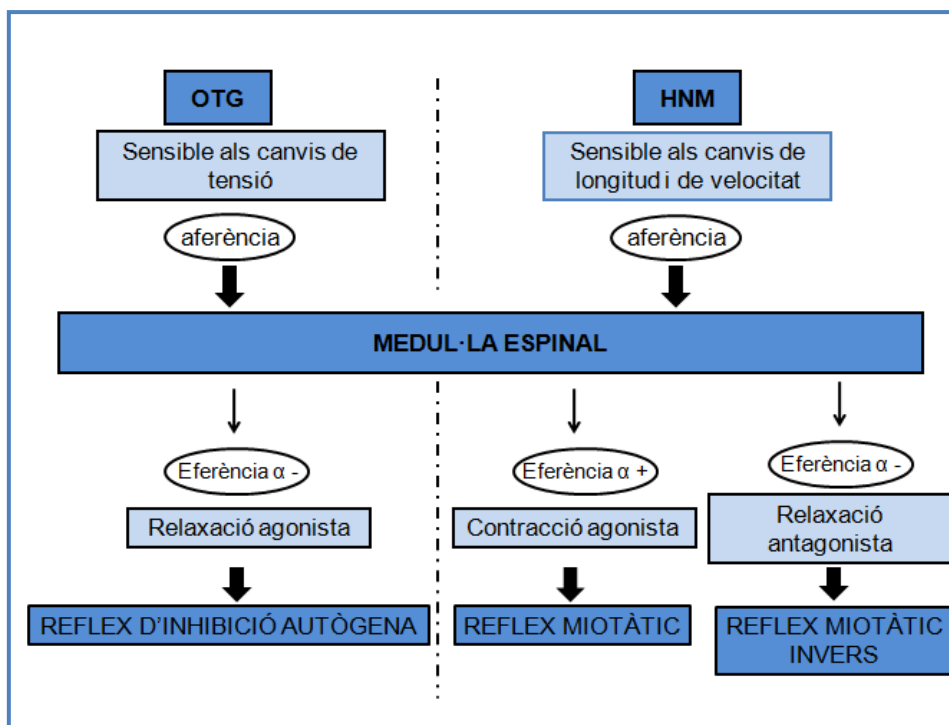 OTG
Sensible als canvis de
tensió
aferència
HNM
Sensible als canvis de
longitud i de velocitat
aferència
MEDUL·LA ESPINAL
Eferència α -
Relaxació agonista
REFLEX D'INHIBICIÓ AUTÒGENA
Eferència α +
Contracció agonista
REFLEX MIOTÀTIC
Eferència α -
Relaxació
antagonista
REFLEX MIOTÀTIC
INVERS